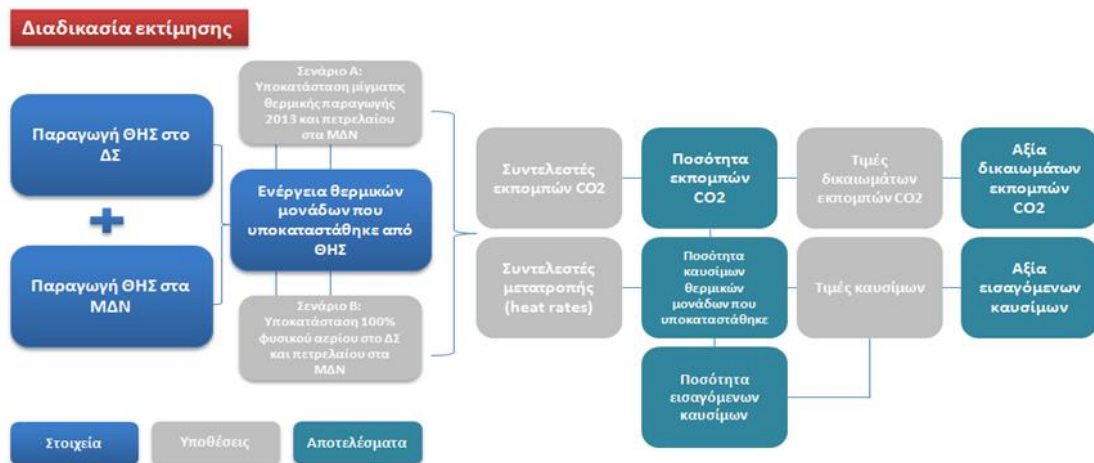 Διαδικασία εκτίμησης
Παραγωγή ΘΗΣ στο
ΔΣ
Παραγωγή ΘΗΣ στα
ΜΔΝ
Σενάριο Α:
Υποκατάσταση μίγματος
θερμικής παραγωγής
2013 και πετρελαίου
στα ΜΔΝ
Ενέργεια θερμικών
μονάδων που
υποκαταστάθηκε από
ΘΗΣ
Σενάριο Β:
Υποκατάσταση 100%
φυσικού αερίου στο ΔΣ
και πετρελαίου στα
ΜΔΝ
Συντελεστές
εκπομπών CO2
Ποσότητα
εκπομπών
CO2
Τιμές
δικαιωμάτων
εκπομπών CO2
Αξία
δικαιωμάτων
εκπομπών
CO2
Συντελεστές
μετατροπής
(heat rates)
Ποσότητα
καυσίμων
θερμικών
μονάδων που
υποκαταστάθηκε
Τιμές καυσίμων
Αξία
εισαγόμενων
καυσίμων
Ποσότητα
εισαγόμενων
καυσίμων
Στοιχεία
Υποθέσεις
Αποτελέσματα